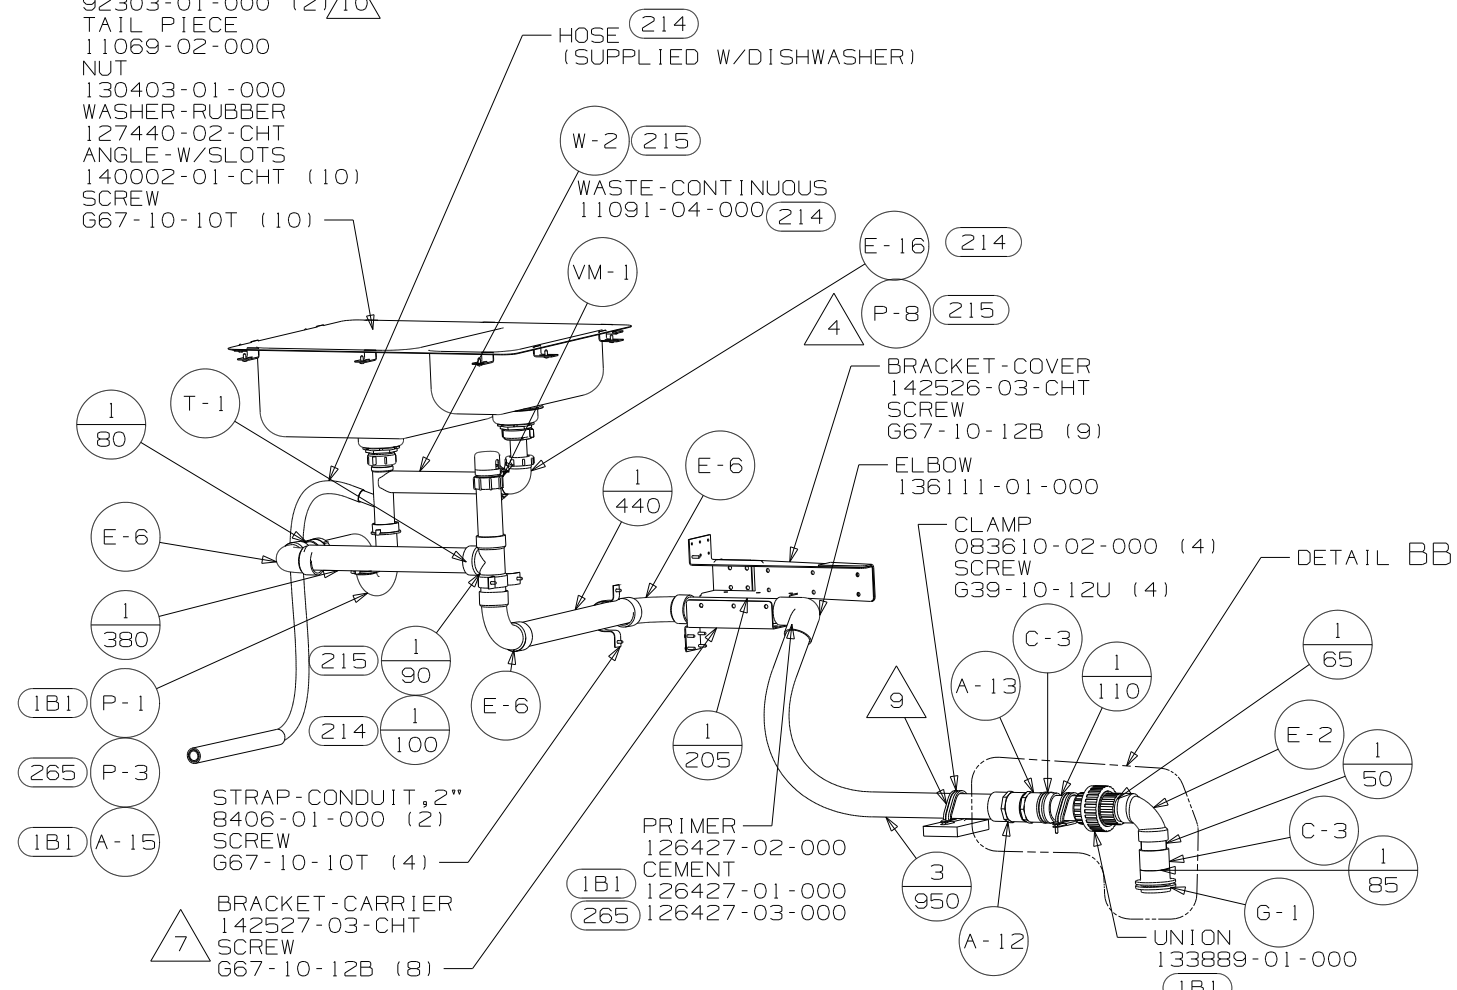 92303-01-000 (2) 10
TAIL PIECE
11069-02-000
NUT
130403-01-000
WASHER-RUBBER
127440-02-CHT
ANGLE-W/SLOTS
140002-01-CHT (10)
SCREW
G67-10-10T (10)
HOSE 214
(SUPPLIED W/DISHWASHER)
W-2 215
WASTE-CONTINUOUS
11091-04-000 214
VM-1
E-16 214
4 P-8 215
BRACKET-COVER
142526-03-CHT
SCREW
G67-10-12B (9)
ELBOW
136111-01-000
CLAMP
083610-02-000 (4)
SCREW
G39-10-12U (4)
DETAIL BB
T-1
1
80
E-6
1
440
E-6
1
380
215
1
90
214
1
100
E-6
1B1 P-1
265 P-3
1B1 A-15
1
205
9
A-13
C-3
1
110
1
65
E-2
1
50
C-3
1
85
G-1
STRAP-CONDUIT,2"
8406-01-000 (2)
SCREW
G67-10-10T (4)
7
BRACKET-CARRIER
142527-03-CHT
SCREW
G67-10-12B (8)
PRIMER
126427-02-000
CEMENT
1B1 126427-01-000
265 126427-03-000
3
950
A-12
UNION
133889-01-000
1B1